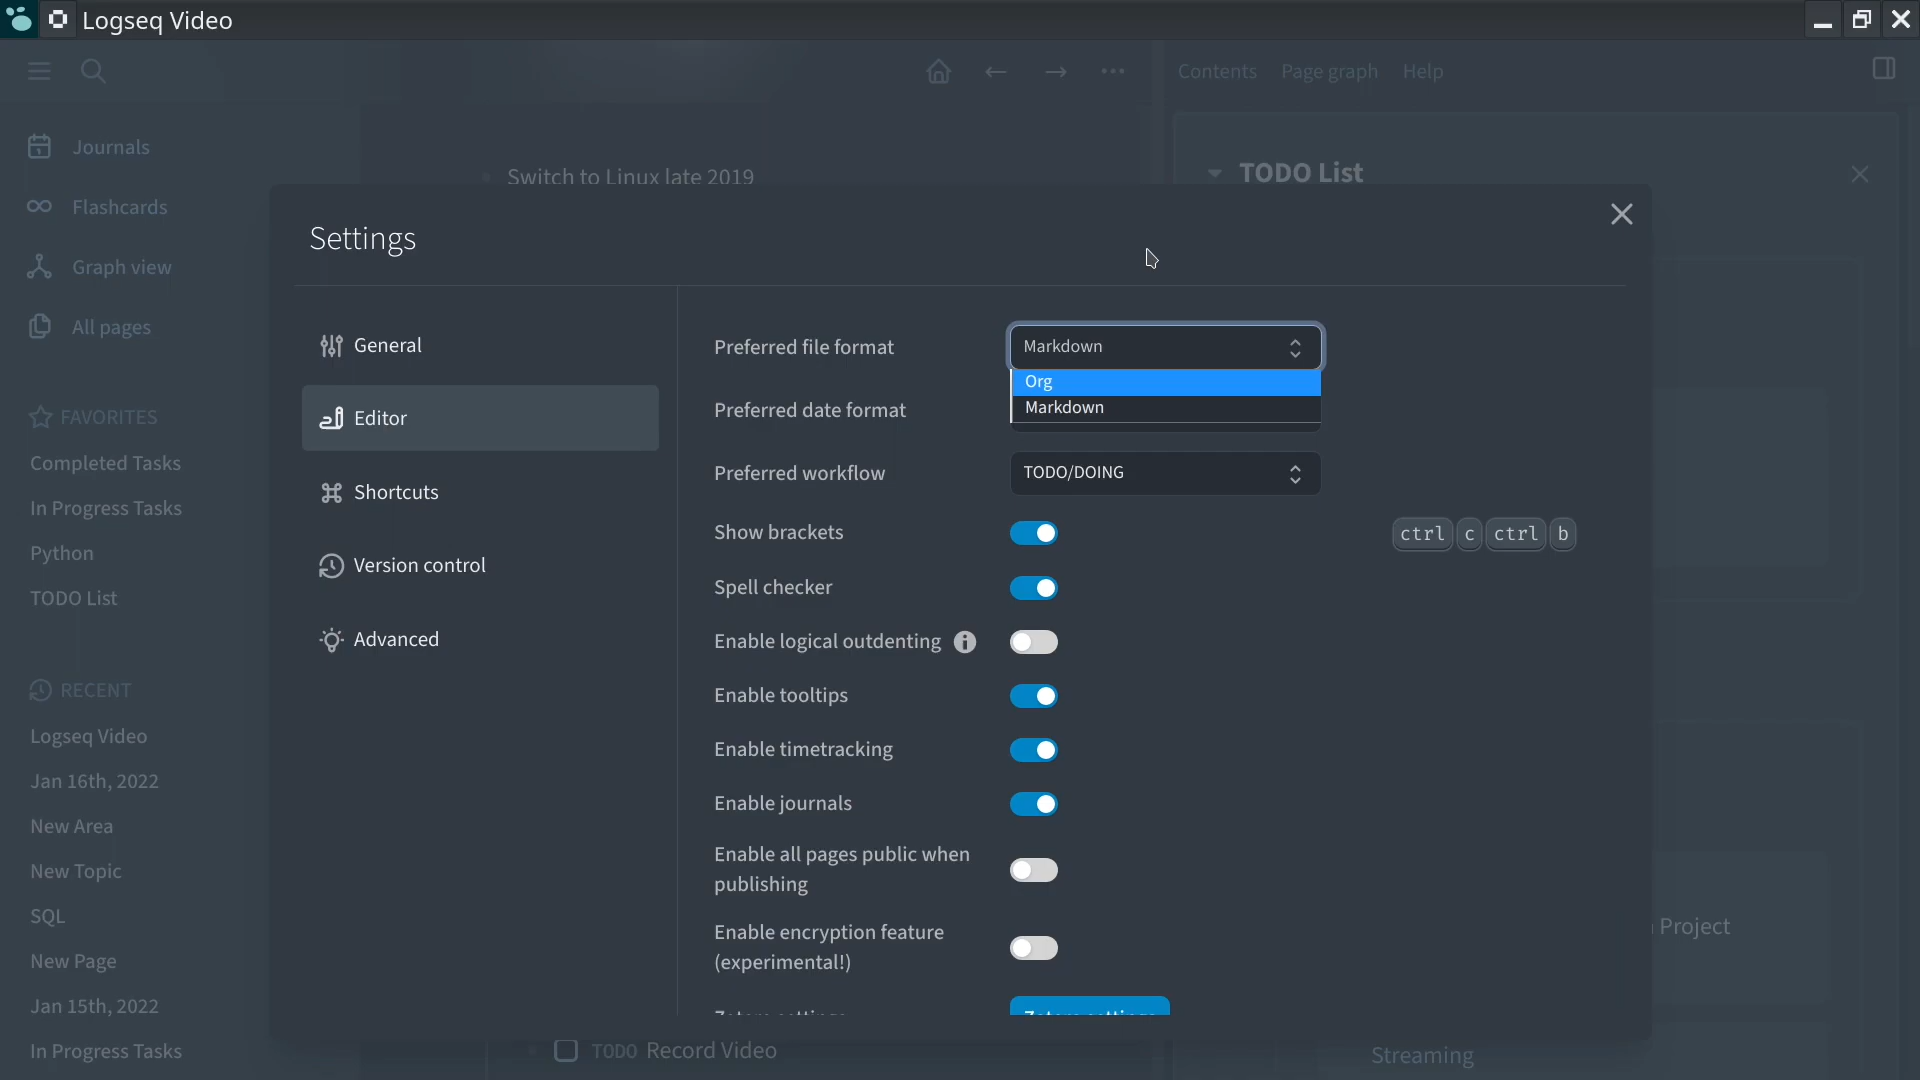 Logseq Video
Contents Page graph Help
Journals
Flashcards
Graph view
All pages
FAVORITES
Completed Tasks
In Progress Tasks
Python
TODO List
RECENT
Logseq Video
Jan 16th, 2022
New Area
New Topic
SQL
New Page
Jan 15th, 2022
In Progress Tasks
Switch to Linux late 2019
TODO List
Settings
General
Editor
Shortcuts
Version control
Advanced
Preferred file format Markdown
Org
Markdown
Preferred date format
Preferred workflow TODO/DOING
Show brackets ctrl c ctrl b
Spell checker
Enable logical outdenting
Enable tooltips
Enable timetracking
Enable journals
Enable all pages public when
publishing
Enable encryption feature
(experimental!)
Zotero settings Zotero settings
TODO Record Video
Project
Streaming